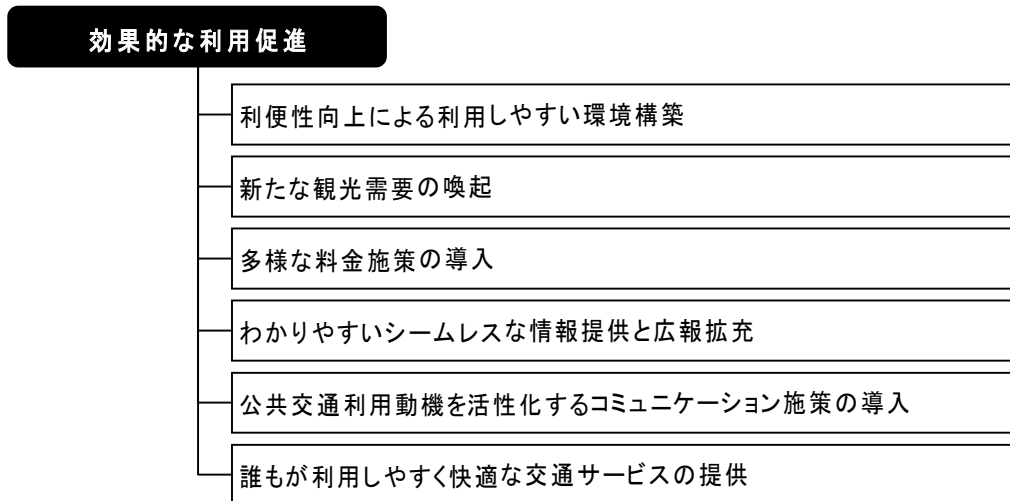 効果的な利用促進
利便性向上による利用しやすい環境構築
新たな観光需要の喚起
多様な料金施策の導入
わかりやすいシームレスな情報提供と広報拡充
公共交通利用動機を活性化するコミュニケーション施策の導入
誰もが利用しやすく快適な交通サービスの提供